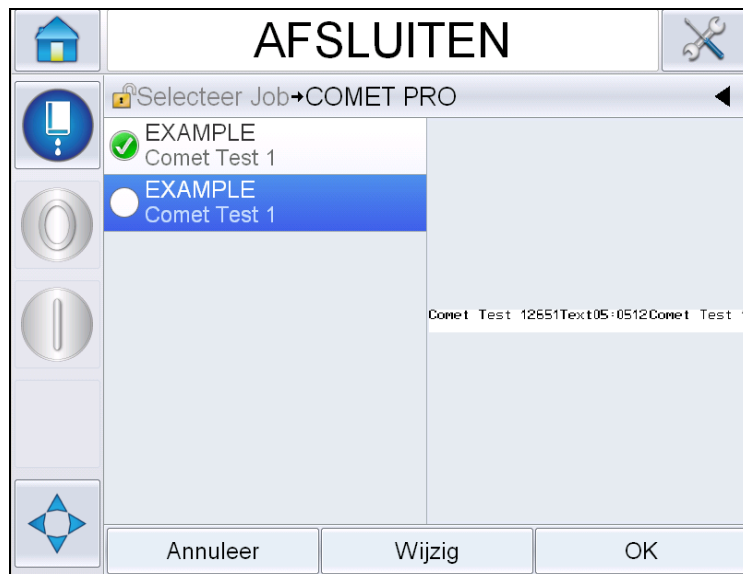 AFSLUITEN
Selecteer Job→COMET PRO
EXAMPLE
Comet Test 1
EXAMPLE
Comet Test 1
Comet Test 12651Text05:0512Comet Test
Annuleer Wijzig OK